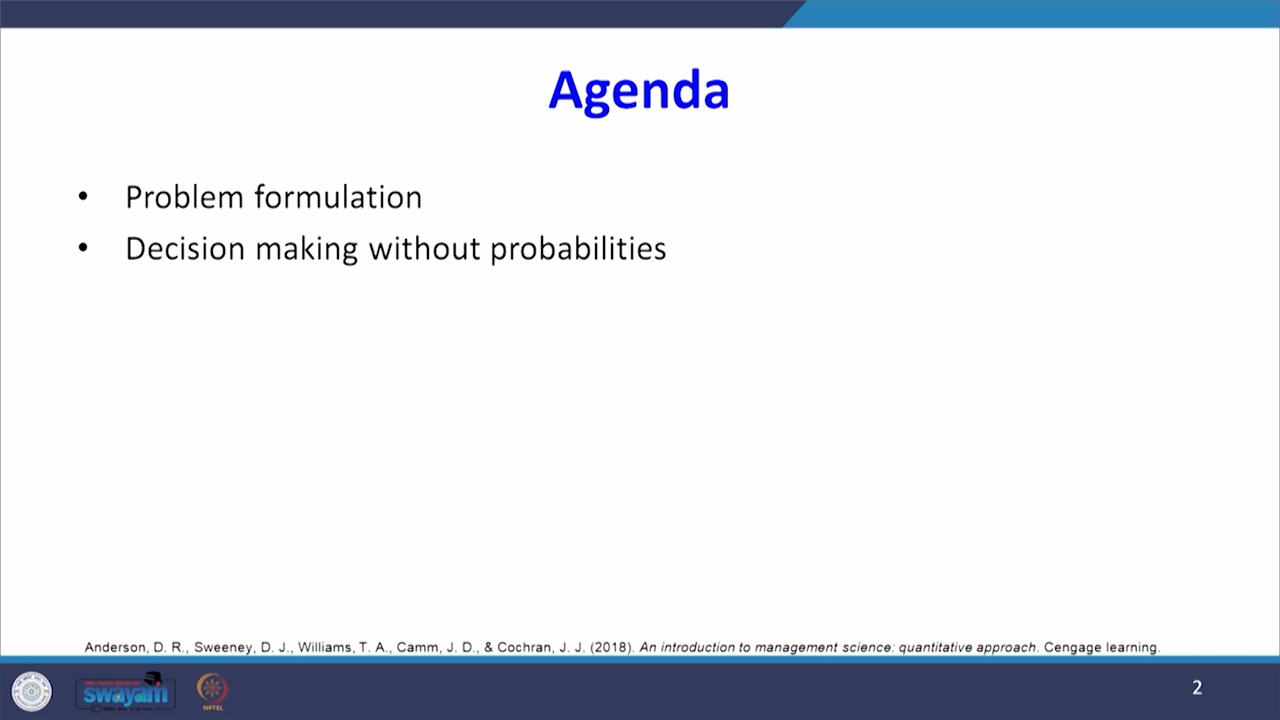 Agenda
• Problem formulation
• Decision making without probabilities
Anderson, D. R., Sweeney, D. J., Williams, T. A., Camm, J. D., & Cochran, J. J. (2018). An introduction to management science: quantitative approach. Cengage learning.
swayam
NPTEL
2